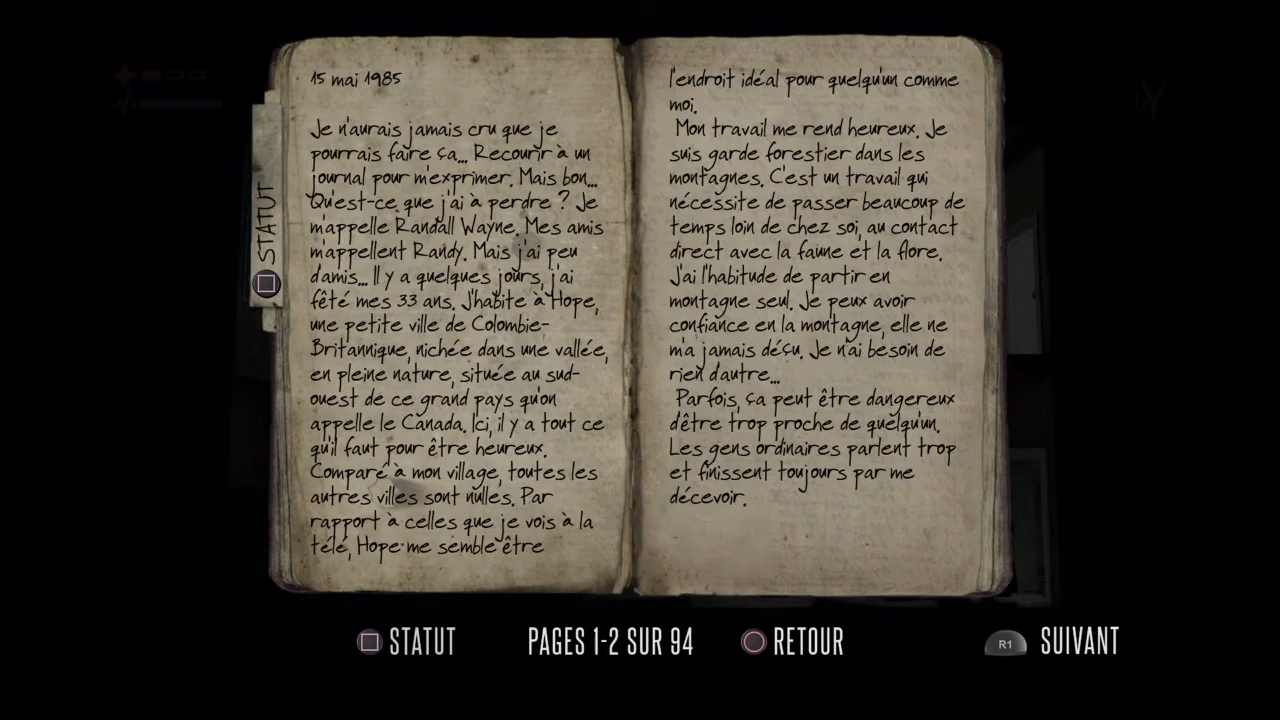 15 mai 1985
Je n'aurais jamais cru que je
pourrais faire ça... Recourir à un
journal pour m'exprimer. Mais bon...
Qu'est-ce que j'ai à perdre ? Je
m'appelle Randall Wayne. Mes amis
m'appellent Randy. Mais j'ai peu
d'amis... Il y a quelques jours, j'ai
fêté mes 33 ans. J'habite à Hope,
une petite ville de Colombie-
Britannique, nichée dans une vallée,
en pleine nature, située au sud-
ouest de ce grand pays qu'on
appelle le Canada. Ici, il y a tout ce
qu'il faut pour être heureux.
Comparé à mon village, toutes les
autres villes sont nulles. Par
rapport à celles que je vois à la
télé, Hope me semble être
l'endroit idéal pour quelqu'un comme
moi.
Mon travail me rend heureux. Je
suis garde forestier dans les
montagnes. C'est un travail qui
nécessite de passer beaucoup de
temps loin de chez soi, au contact
direct avec la faune et la flore.
J'ai l'habitude de partir en
montagne seul. Je peux avoir
confiance en la montagne, elle ne
m'a jamais déçu. Je n'ai besoin de
rien d'autre...
Parfois, ça peut être dangereux
d'être trop proche de quelqu'un.
Les gens ordinaires parlent trop
et finissent toujours par me
décevoir.
STATUT
STATUT
PAGES 1-2 SUR 94
RETOUR
R1
SUIVANT